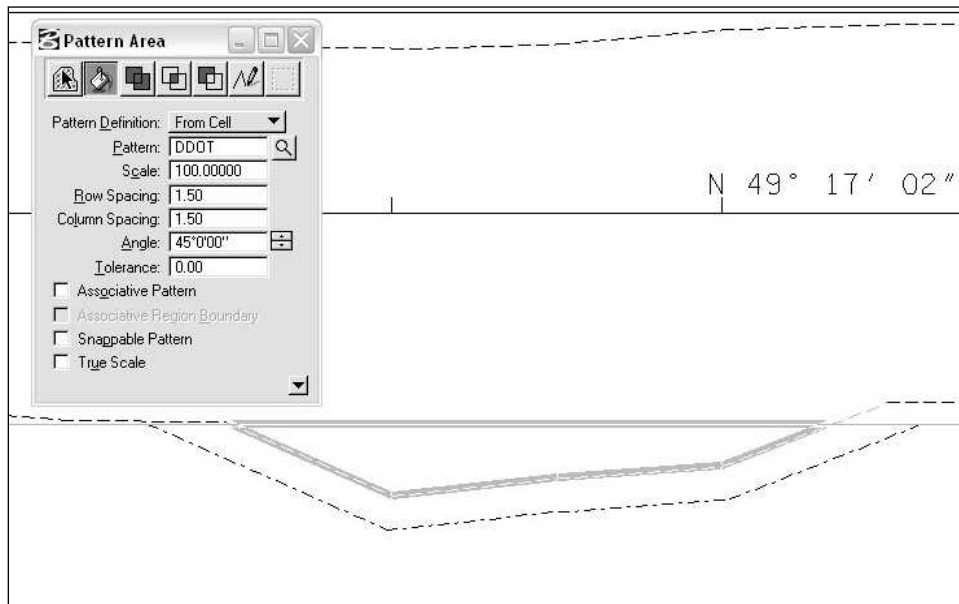 Pattern Area
Pattern Definition: From Cell
Pattern: DDOT
Scale: 100.00000
Row Spacing: 1.50
Column Spacing: 1.50
Angle: 45°0'00"
Tolerance: 0.00
Associative Pattern
Associative Region Boundary
Snappable Pattern
True Scale
N 49° 17' 02"